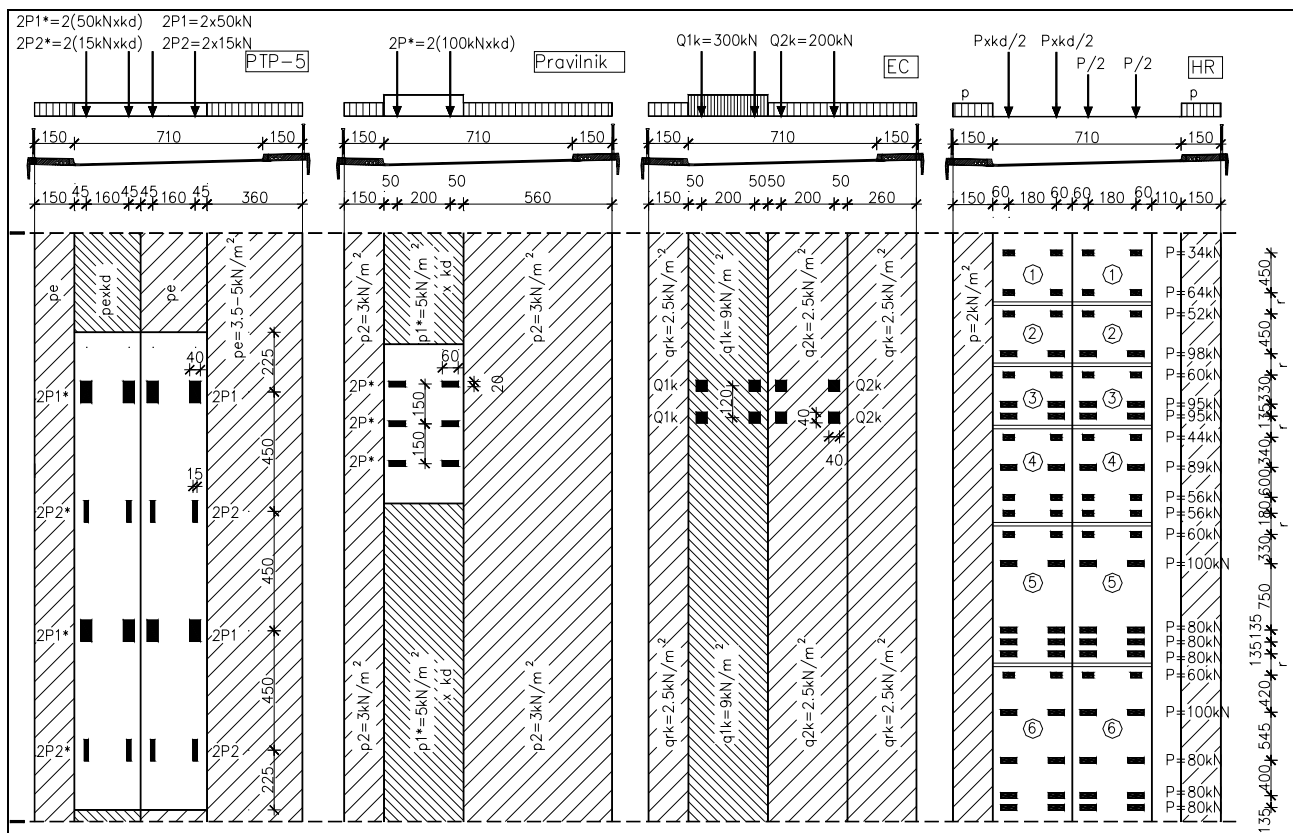 2P1*=2(50kNxkd) 2P1=2x50kN
2P2*=2(15kNxkd) 2P2=2x15kN
PTP-5
150 710 150
45 45 45 45
150 160 160 360
pe
pexkd
pe
pe=3.5-5kN/m²
225
40
2P1* 2P1
450
15
2P2* 2P2
450
2P1* 2P1
450
2P2* 2P2
225
2P*=2(100kNxkd)
Pravilnik
150 710 150
50 50
150 200 560
p2=3kN/m²
p1*=5kN/m²
x kd
p2=3kN/m²
60
2P* 20
150
2P*
150
2P*
p2=3kN/m²
p1*=5kN/m²
x kd
p2=3kN/m²
Q1k=300kN Q2k=200kN
EC
150 710 150
50 5050 50
150 200 200 260
qrk=2.5kN/m²
q1k=9kN/m²
q2k=2.5kN/m²
qrk=2.5kN/m²
Q1k Q2k
120
Q1k 40 Q2k
40
qrk=2.5kN/m²
q1k=9kN/m²
q2k=2.5kN/m²
qrk=2.5kN/m²
Pxkd/2 Pxkd/2
P/2 P/2
HR
p p
150 710 150
60 60 60 60
150 180 180 110 150
p=2kN/m²
P=34kN
1 1 450
P=64kN
r
P=52kN
2 2 450
P=98kN
r
P=60kN
330
3 3
P=95kN
135
P=95kN
r
P=44kN
340
4 4
P=89kN
600
P=56kN
180
P=56kN
r
P=60kN
330
P=100kN
5 5
750
P=80kN
135
P=80kN
135
P=80kN
r
P=60kN
420
P=100kN
6 6
545
P=80kN
400
P=80kN
135
P=80kN